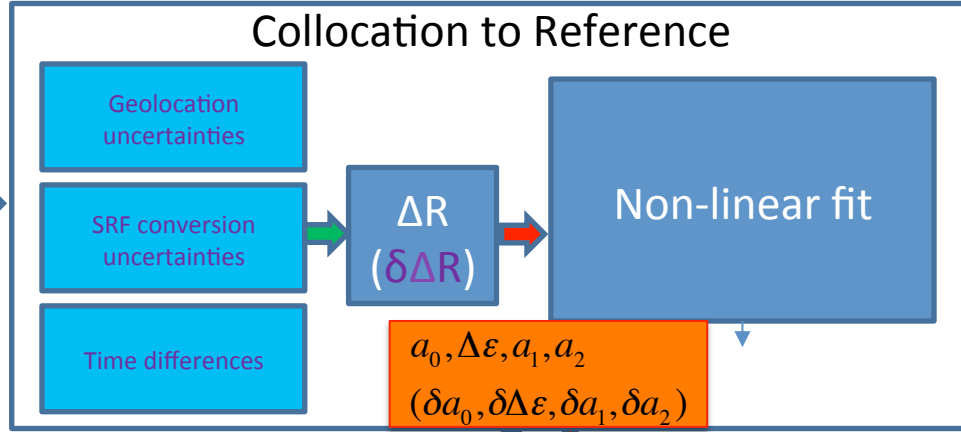 Collocation to Reference
Geolocation
uncertainties
SRF conversion
uncertainties
Time differences
ΔR
(δΔR)
Non-linear fit
a₀,Δε,a₁,a₂
(δa₀,δΔε,δa₁,δa₂)